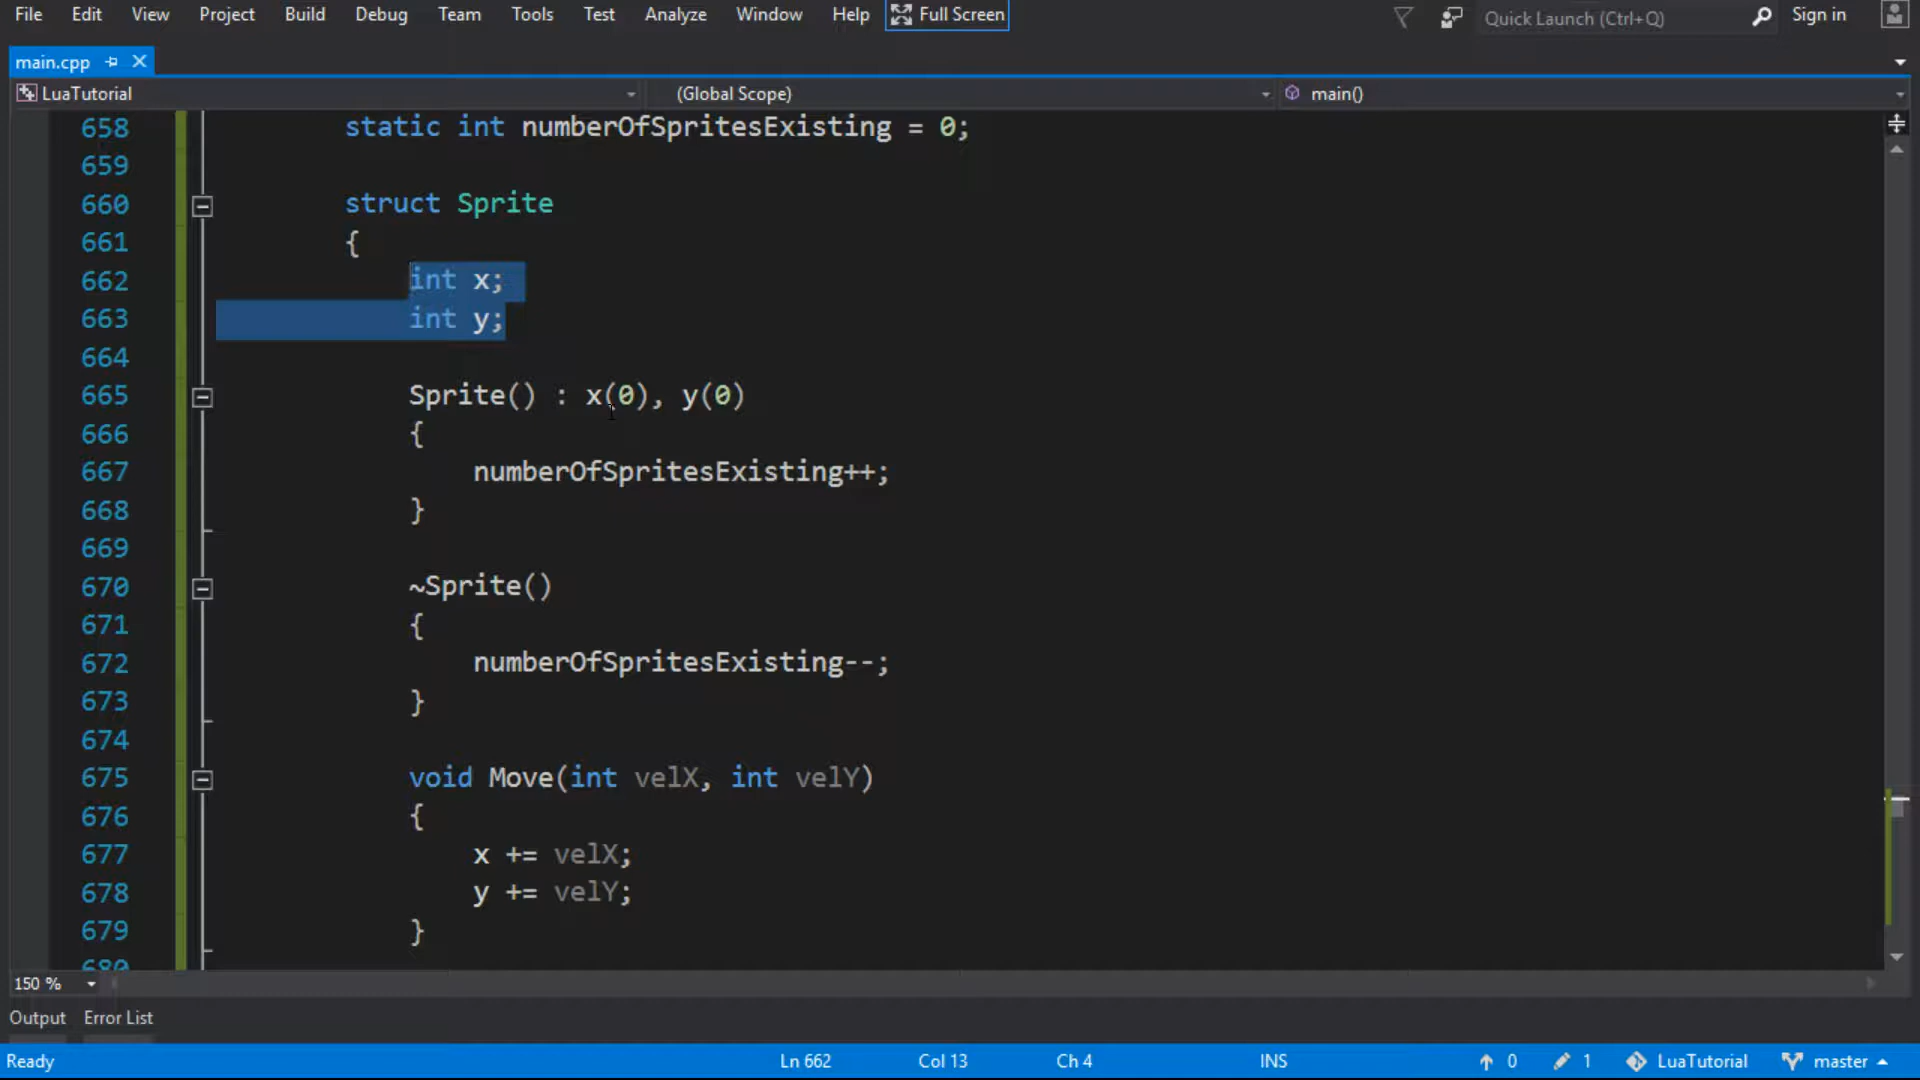 File Edit View Project Build Debug Team Tools Test Analyze Window Help Full Screen Quick Launch (Ctrl+Q) Sign in
main.cpp
LuaTutorial (Global Scope) main()
658 static int numberOfSpritesExisting = 0;
659
660 struct Sprite
661 {
662 int x;
663 int y;
664
665 Sprite() : x(0), y(0)
666 {
667 numberOfSpritesExisting++;
668 }
669
670 ~Sprite()
671 {
672 numberOfSpritesExisting--;
673 }
674
675 void Move(int velX, int velY)
676 {
677 x += velX;
678 y += velY;
679 }
680
150 %
Output Error List
Ready Ln 662 Col 13 Ch 4 INS 0 1 LuaTutorial master